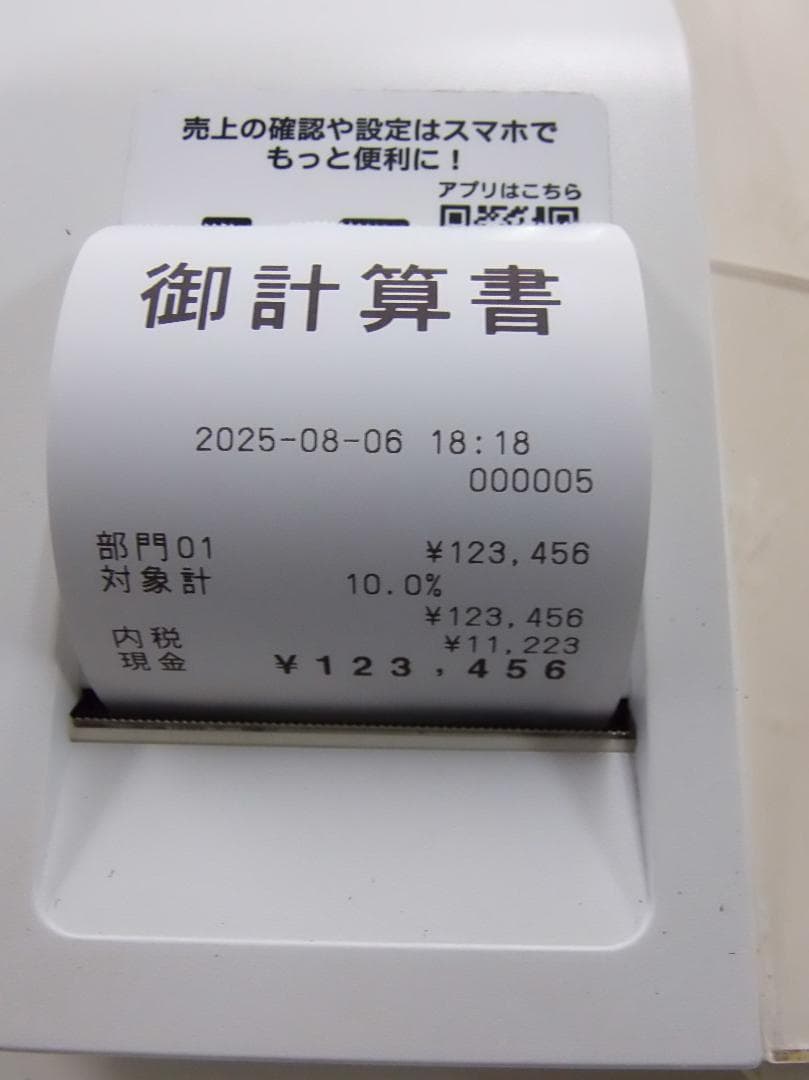 売上の確認や設定はスマホで
もっと便利に！
アプリはこちら
御計算書
2025-08-06 18:18
000005
部門01 ¥123,456
対象計 10.0%
¥123,456
内税 ¥11,223
現金 ¥123,456